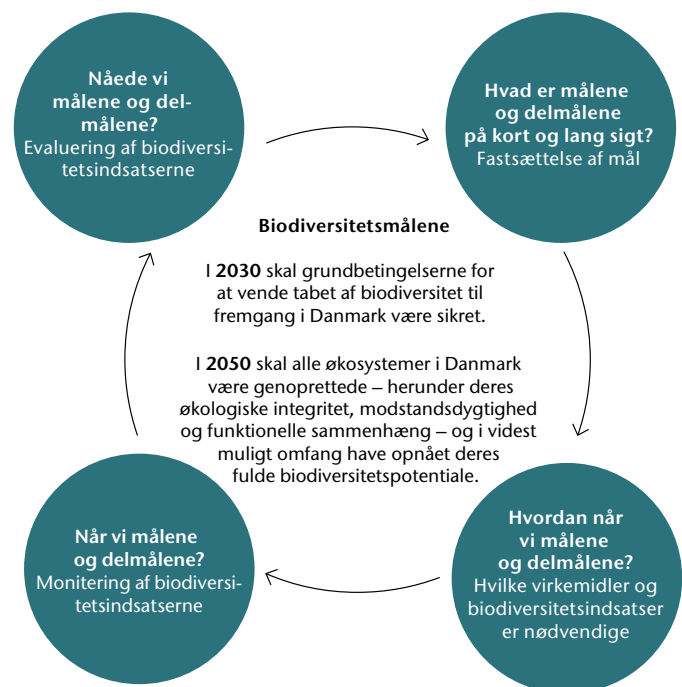 Nåede vi
målene og del-
målene?
Evaluering af biodiversi-
tetsindsatserne
Hvad er målene
og delmålene
på kort og lang sigt?
Fastsættelse af mål
Biodiversitetsmålene
I 2030 skal grundbetingelserne for
at vende tabet af biodiversitet til
fremgang i Danmark være sikret.
I 2050 skal alle økosystemer i Danmark
være genoprettede – herunder deres
økologiske integritet, modstandsdygtighed
og funktionelle sammenhæng – og i videst
muligt omfang have opnået deres
fulde biodiversitetspotentiale.
Når vi målene
og delmålene?
Monitering af biodiversi-
tetsindsatserne
Hvordan når
vi målene
og delmålene?
Hvilke virkemidler og
biodiversitetsindsatser
er nødvendige